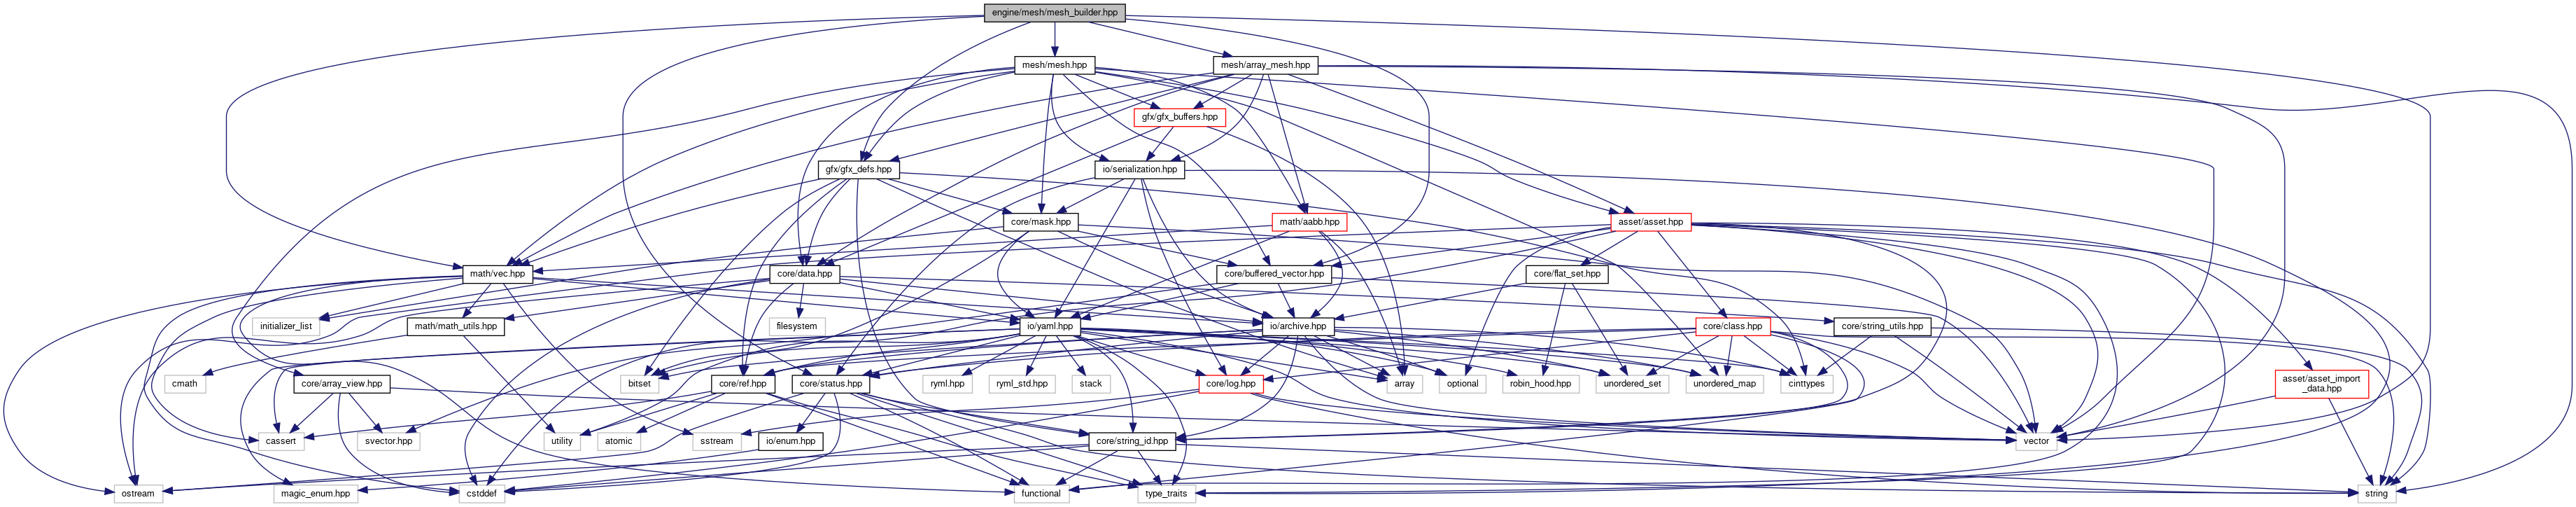 engine/mesh/mesh_builder.hpp
mesh/mesh.hpp
mesh/array_mesh.hpp
gfx/gfx_buffers.hpp
gfx/gfx_defs.hpp
io/serialization.hpp
core/mask.hpp
math/aabb.hpp
asset/asset.hpp
math/vec.hpp
core/data.hpp
core/buffered_vector.hpp
core/flat_set.hpp
initializer_list
math/math_utils.hpp
filesystem
io/yaml.hpp
io/archive.hpp
core/class.hpp
core/string_utils.hpp
cmath
core/array_view.hpp
bitset
core/ref.hpp
core/status.hpp
ryml.hpp
ryml_std.hpp
stack
core/log.hpp
array
optional
robin_hood.hpp
unordered_set
unordered_map
cinttypes
asset/asset_import
_data.hpp
cassert
svector.hpp
utility
atomic
sstream
io/enum.hpp
core/string_id.hpp
vector
ostream
magic_enum.hpp
cstddef
functional
type_traits
string